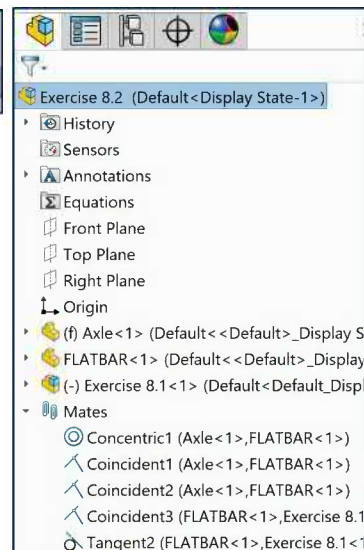 Exercise 8.2 (Default<Display State-1>)
History
Sensors
Annotations
Equations
Front Plane
Top Plane
Right Plane
Origin
(f) Axle<1> (Default<<Default>_Display S
FLATBAR<1> (Default<<Default>_Display
(-) Exercise 8.1<1> (Default<Default_Displ
Mates
Concentric1 (Axle<1>,FLATBAR<1>)
Coincident1 (Axle<1>,FLATBAR<1>)
Coincident2 (Axle<1>,FLATBAR<1>)
Coincident3 (FLATBAR<1>,Exercise 8.1
Tangent2 (FLATBAR<1>,Exercise 8.1<1